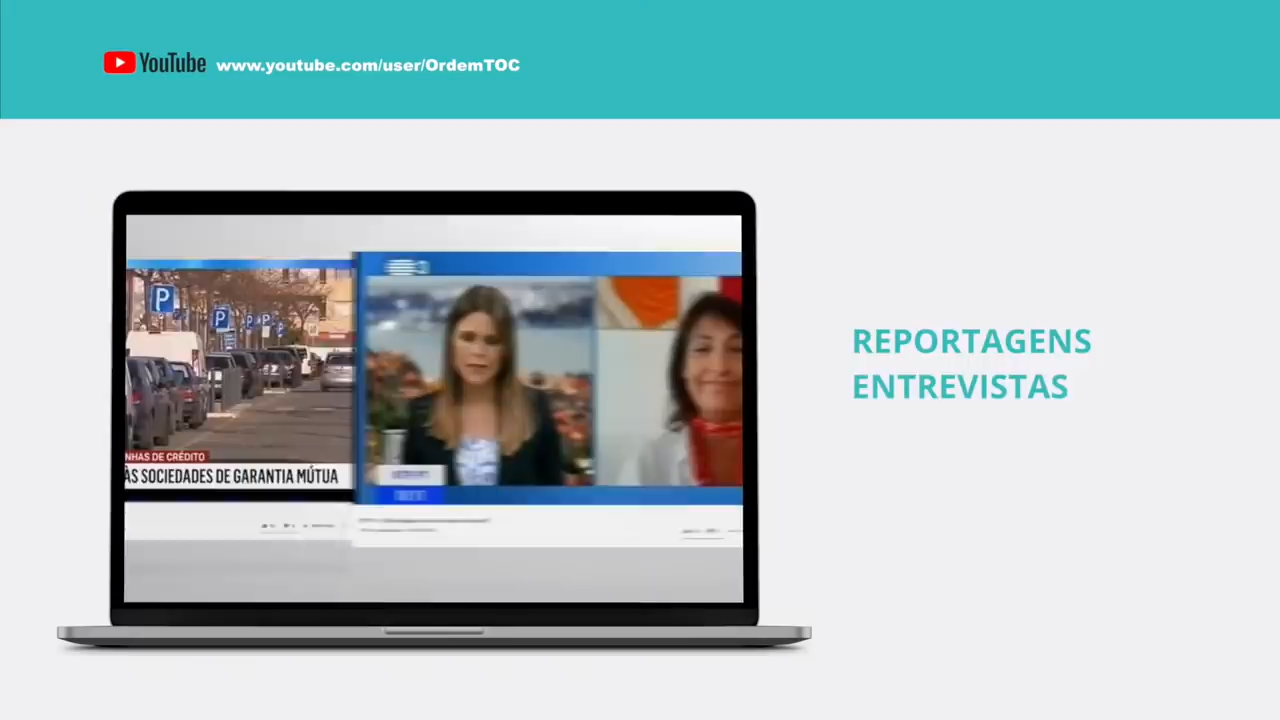 YouTube www.youtube.com/user/OrdemTOC
REPORTAGENS
ENTREVISTAS
P
P
P
P
NHAS DE CRÉDITO
ÀS SOCIEDADES DE GARANTIA MÚTUA